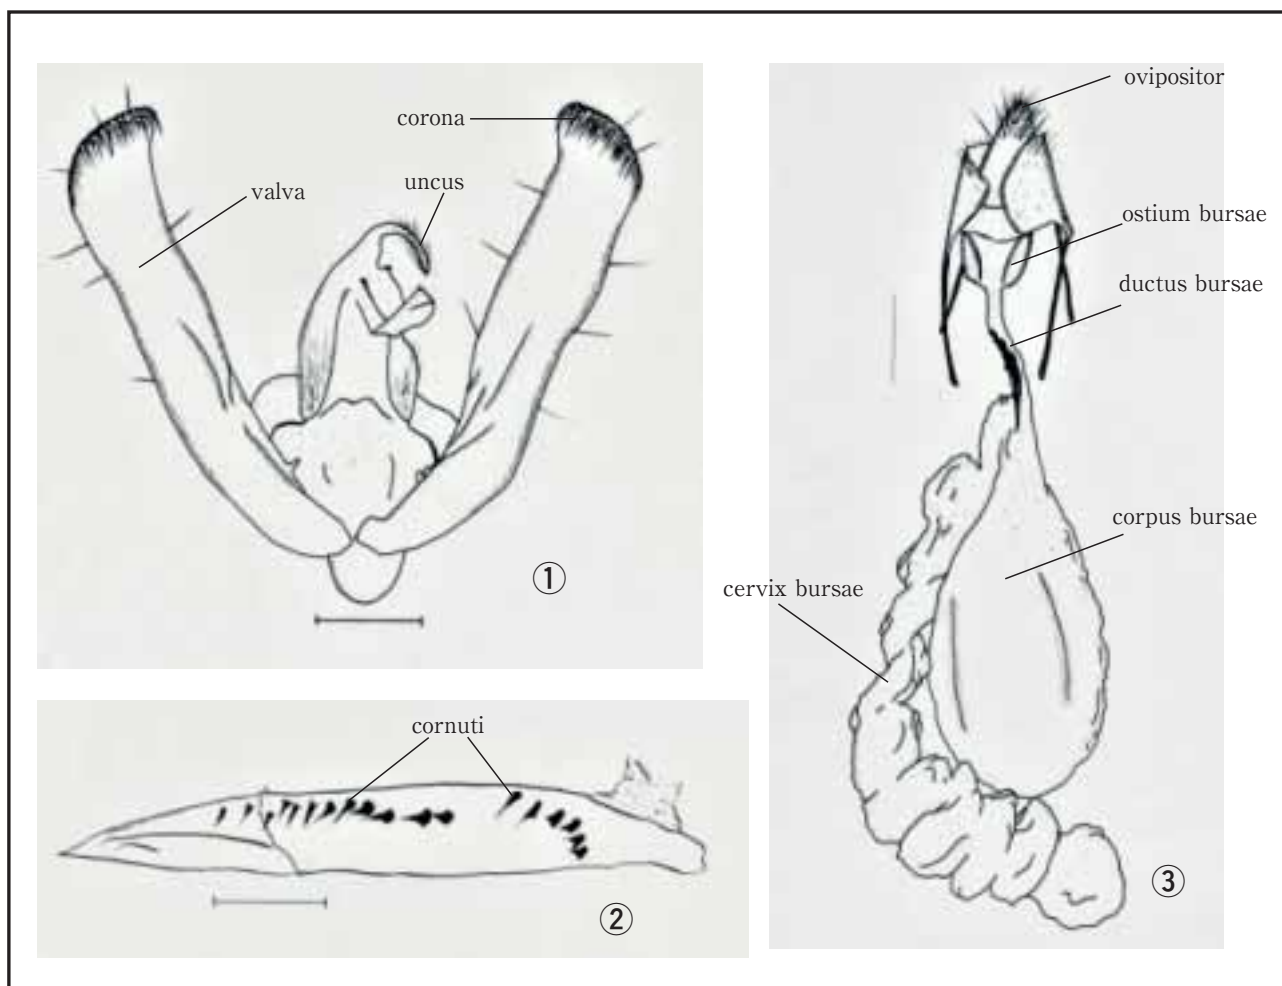 corona
uncus
valva
①
cornuti
②
ovipositor
ostium bursae
ductus bursae
corpus bursae
cervix bursae
③